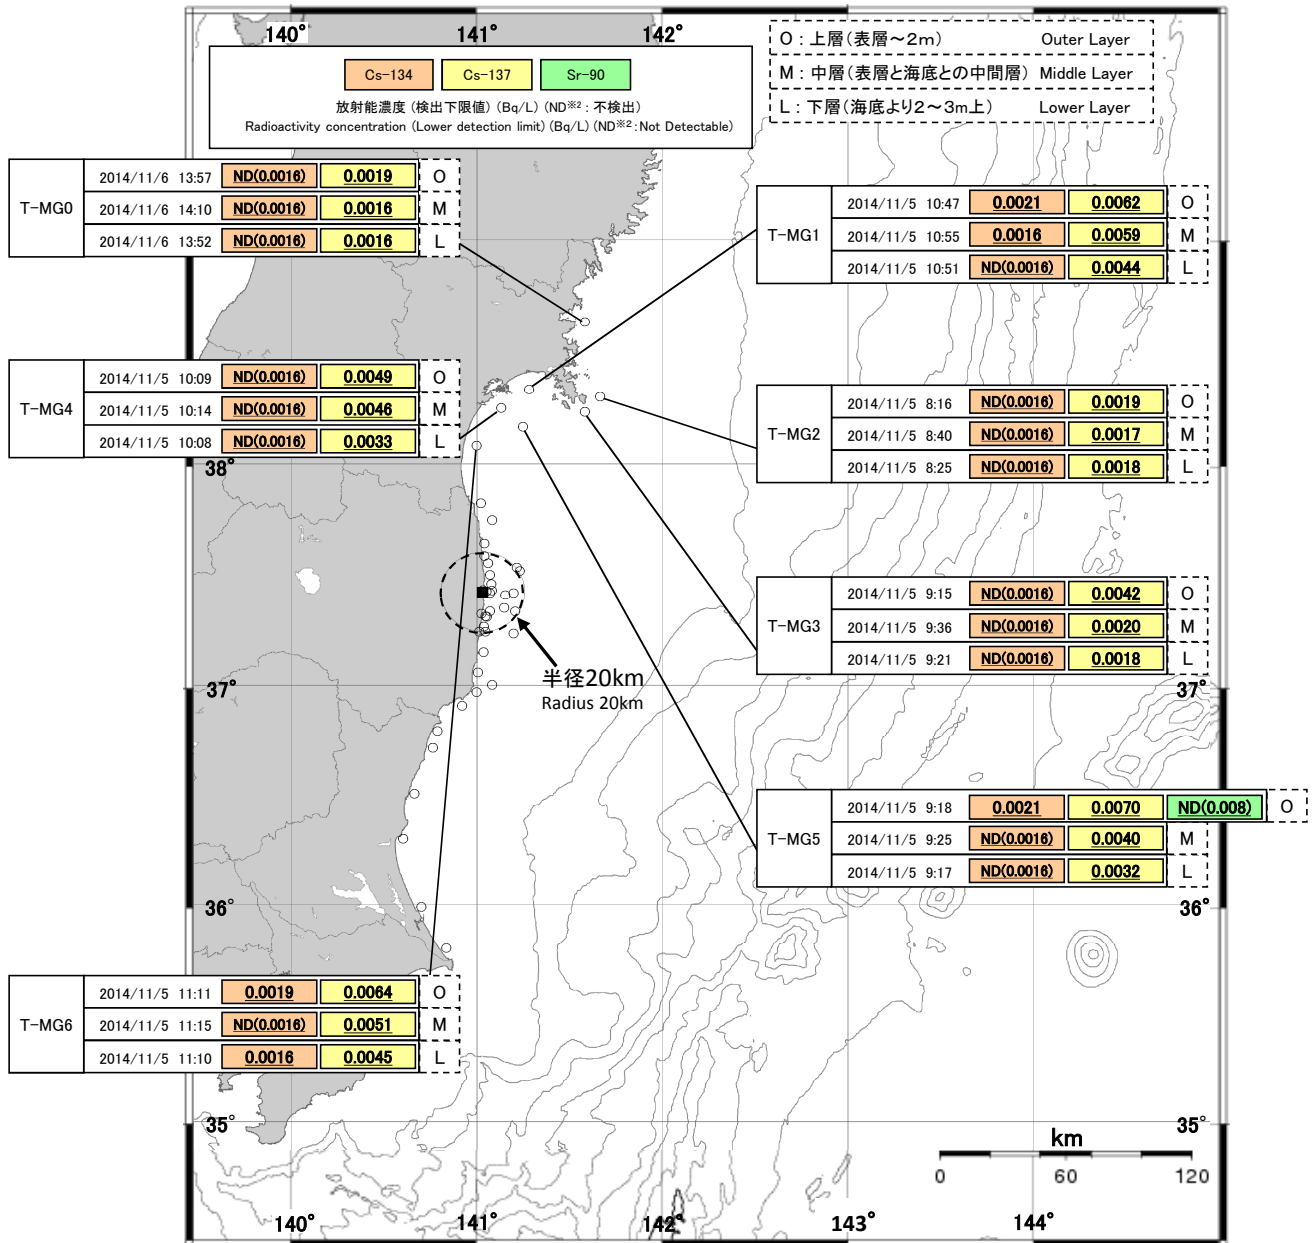 140° 141° 142°
O：上層(表層～2m) Outer Layer
M：中層(表層と海底との中間層) Middle Layer
L：下層(海底より2～3m上) Lower Layer
Cs-134 Cs-137 Sr-90
放射能濃度 (検出下限値) (Bq/L) (ND※2：不検出)
Radioactivity concentration (Lower detection limit) (Bq/L) (ND※2:Not Detectable)
T-MG0
2014/11/6 13:57 ND(0.0016) 0.0019 O
2014/11/6 14:10 ND(0.0016) 0.0016 M
2014/11/6 13:52 ND(0.0016) 0.0016 L
T-MG1
2014/11/5 10:47 0.0021 0.0062 O
2014/11/5 10:55 0.0016 0.0059 M
2014/11/5 10:51 ND(0.0016) 0.0044 L
T-MG4
2014/11/5 10:09 ND(0.0016) 0.0049 O
2014/11/5 10:14 ND(0.0016) 0.0046 M
2014/11/5 10:08 ND(0.0016) 0.0033 L
T-MG2
2014/11/5 8:16 ND(0.0016) 0.0019 O
2014/11/5 8:40 ND(0.0016) 0.0017 M
2014/11/5 8:25 ND(0.0016) 0.0018 L
38°
T-MG3
2014/11/5 9:15 ND(0.0016) 0.0042 O
2014/11/5 9:36 ND(0.0016) 0.0020 M
2014/11/5 9:21 ND(0.0016) 0.0018 L
半径20km
Radius 20km
37° 37°
T-MG5
2014/11/5 9:18 0.0021 0.0070 ND(0.008) O
2014/11/5 9:25 ND(0.0016) 0.0040 M
2014/11/5 9:17 ND(0.0016) 0.0032 L
36° 36°
T-MG6
2014/11/5 11:11 0.0019 0.0064 O
2014/11/5 11:15 ND(0.0016) 0.0051 M
2014/11/5 11:10 0.0016 0.0045 L
35° 35°
km
0 60 120
140° 141° 142° 143° 144°